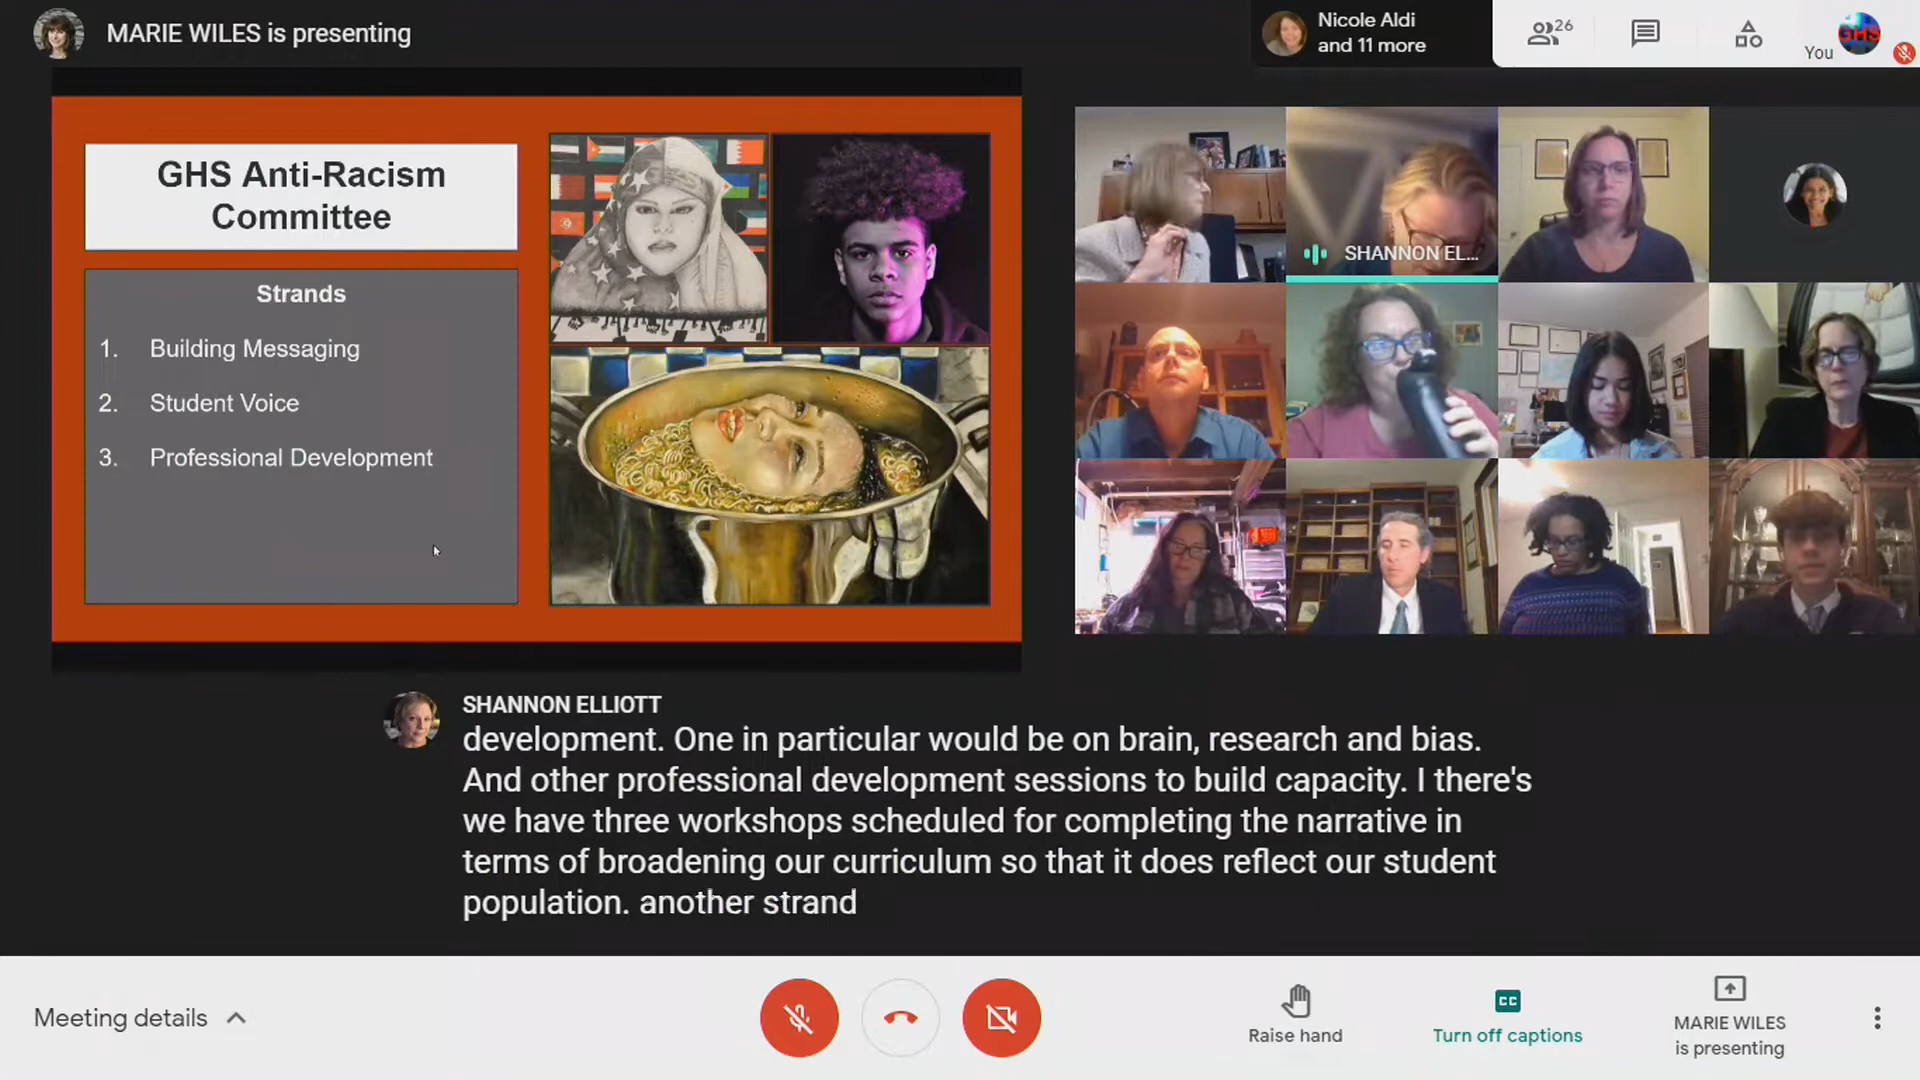 MARIE WILES is presenting
Nicole Aldi
and 11 more
26
You
GHS
GHS Anti-Racism
Committee
Strands
1. Building Messaging
2. Student Voice
3. Professional Development
SHANNON EL...
SHANNON ELLIOTT
development. One in particular would be on brain, research and bias.
And other professional development sessions to build capacity. I there's
we have three workshops scheduled for completing the narrative in
terms of broadening our curriculum so that it does reflect our student
population. another strand
Meeting details
Raise hand
CC
Turn off captions
MARIE WILES
is presenting